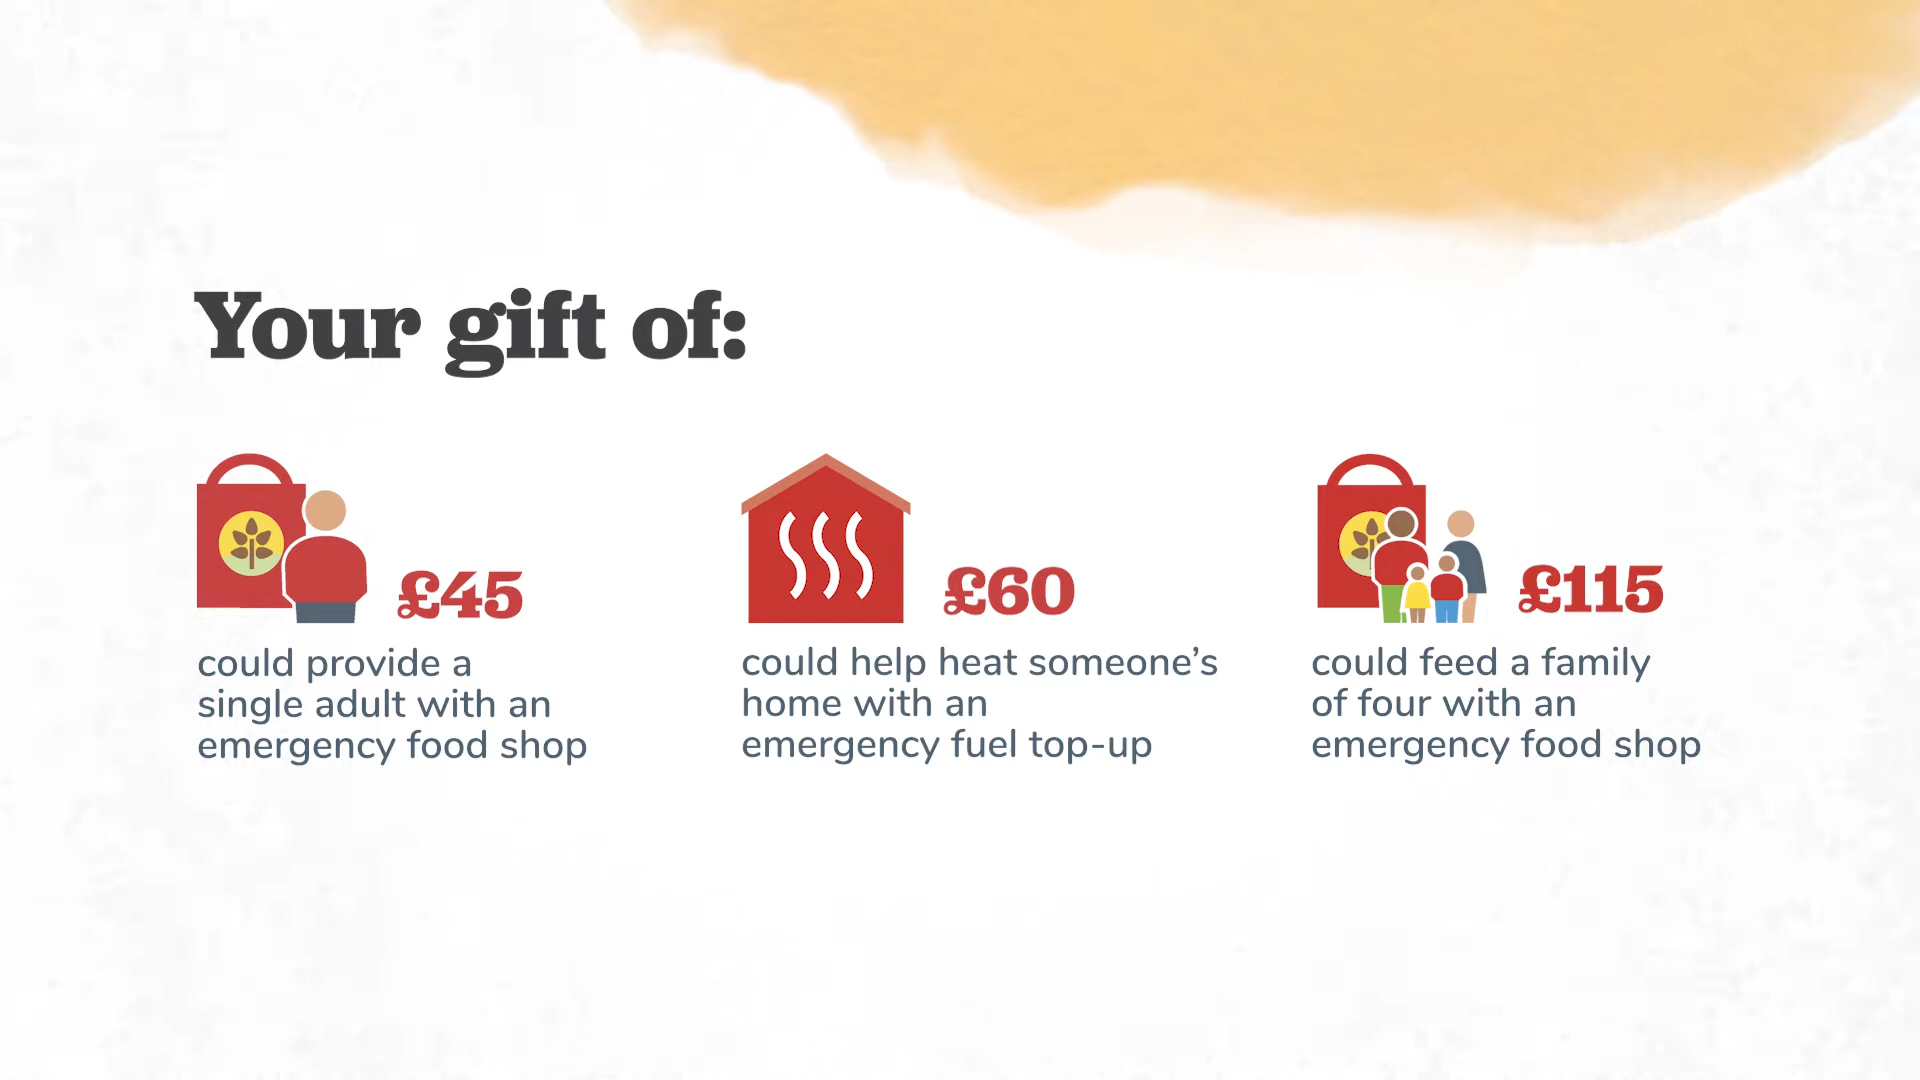 Your gift of:
£45
could provide a
single adult with an
emergency food shop
£60
could help heat someone’s
home with an
emergency fuel top-up
£115
could feed a family
of four with an
emergency food shop